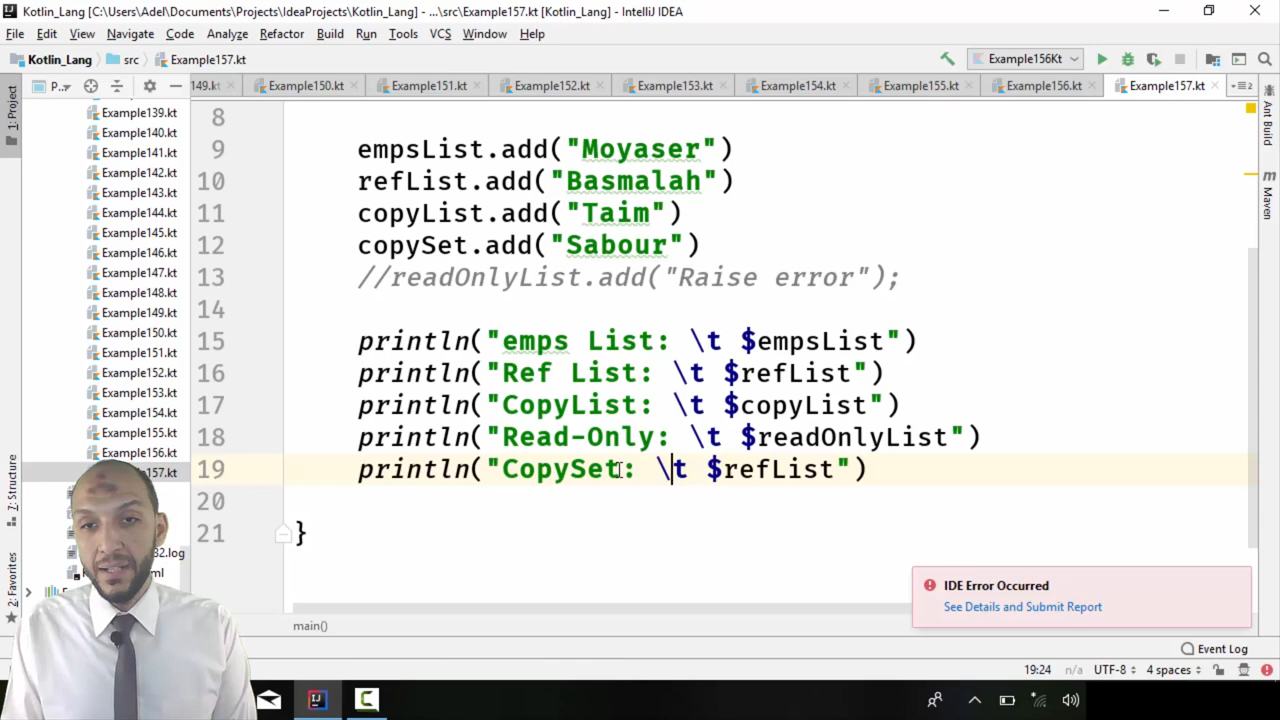 Kotlin_Lang [C:\Users\Adel\Documents\Projects\IdeaProjects\Kotlin_Lang] - ...\src\Example157.kt [Kotlin_Lang] - IntelliJ IDEA
File Edit View Navigate Code Analyze Refactor Build Run Tools VCS Window Help
Kotlin_Lang src Example157.kt Example156Kt
1: Project P.. 149.kt Example150.kt Example151.kt Example152.kt Example153.kt Example154.kt Example155.kt Example156.kt Example157.kt
Example139.kt
Example140.kt
Example141.kt
Example142.kt
Example143.kt
Example144.kt
Example145.kt
Example146.kt
Example147.kt
Example148.kt
Example149.kt
Example150.kt
Example151.kt
Example152.kt
Example153.kt
Example154.kt
Example155.kt
Example156.kt
157.kt
32.log
ml
8
9 empsList.add("Moyaser")
10 refList.add("Basmalah")
11 copyList.add("Taim")
12 copySet.add("Sabour")
13 //readOnlyList.add("Raise error");
14
15 println("emps List: \t $empsList")
16 println("Ref List: \t $refList")
17 println("CopyList: \t $copyList")
18 println("Read-Only: \t $readOnlyList")
19 println("CopySet: \t $refList")
20
21 }
main()
Ant Build
Maven
7: Structure
2: Favorites
IDE Error Occurred
See Details and Submit Report
Event Log
19:24 n/a UTF-8 4 spaces